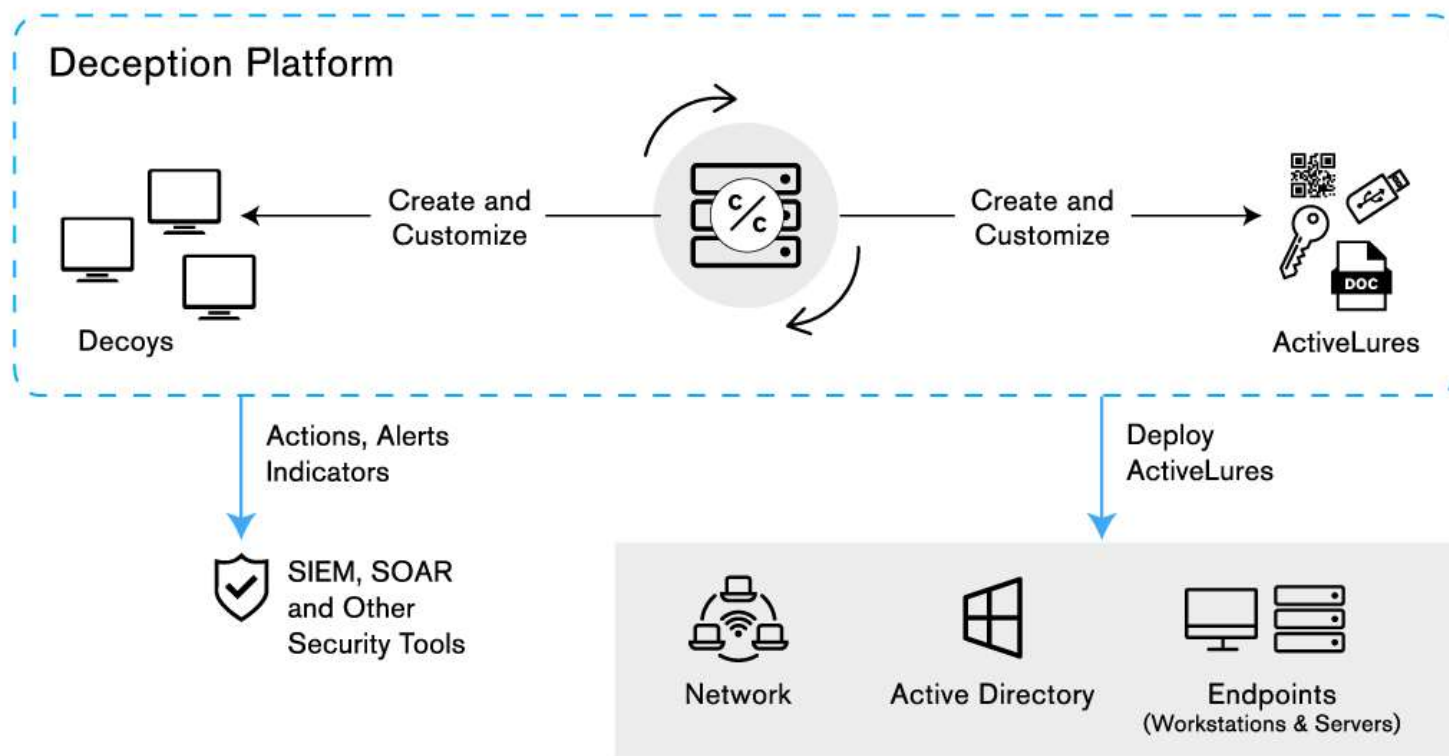 Deception Platform
Create and
Customize
C/C
Create and
Customize
DOC
Decoys
ActiveLures
Actions, Alerts
Indicators
Deploy
ActiveLures
SIEM, SOAR
and Other
Security Tools
Network
Active Directory
Endpoints
(Workstations & Servers)